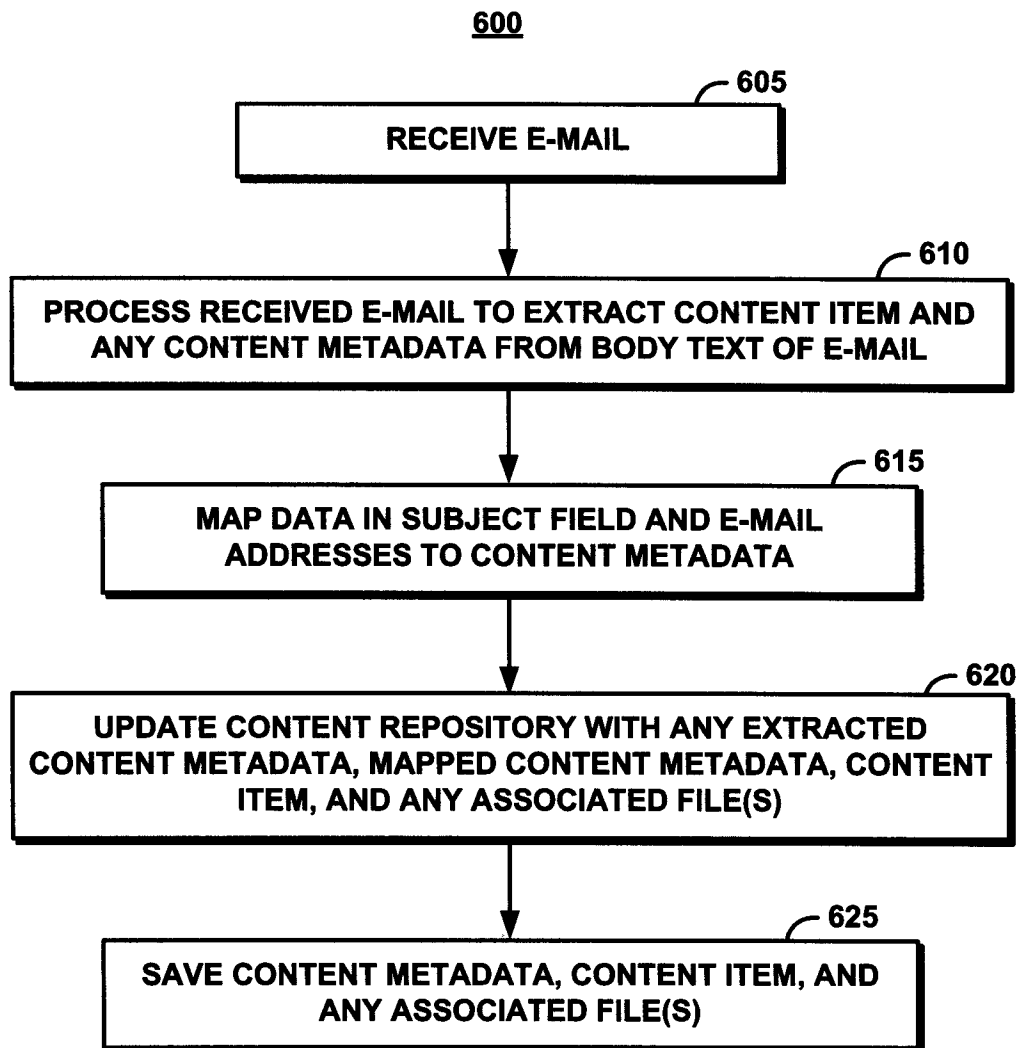 600
605
RECEIVE E-MAIL
610
PROCESS RECEIVED E-MAIL TO EXTRACT CONTENT ITEM AND
ANY CONTENT METADATA FROM BODY TEXT OF E-MAIL
615
MAP DATA IN SUBJECT FIELD AND E-MAIL
ADDRESSES TO CONTENT METADATA
620
UPDATE CONTENT REPOSITORY WITH ANY EXTRACTED
CONTENT METADATA, MAPPED CONTENT METADATA, CONTENT
ITEM, AND ANY ASSOCIATED FILE(S)
625
SAVE CONTENT METADATA, CONTENT ITEM, AND
ANY ASSOCIATED FILE(S)